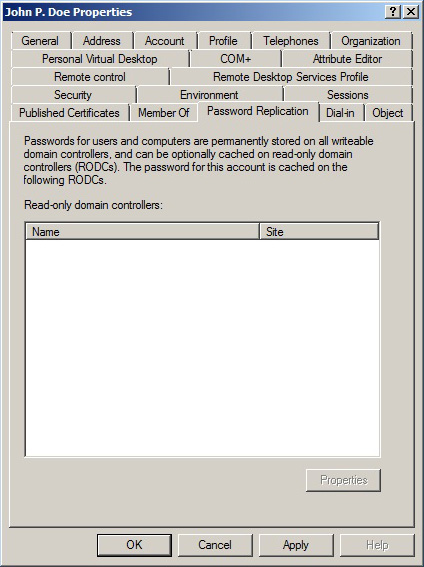 John P. Doe Properties
General Address Account Profile Telephones Organization
Personal Virtual Desktop COM+ Attribute Editor
Remote control Remote Desktop Services Profile
Security Environment Sessions
Published Certificates Member Of Password Replication Dial-in Object
Passwords for users and computers are permanently stored on all writeable
domain controllers, and can be optionally cached on read-only domain
controllers (RODCs). The password for this account is cached on the
following RODCs.
Read-only domain controllers:
Name Site
Properties
OK Cancel Apply Help